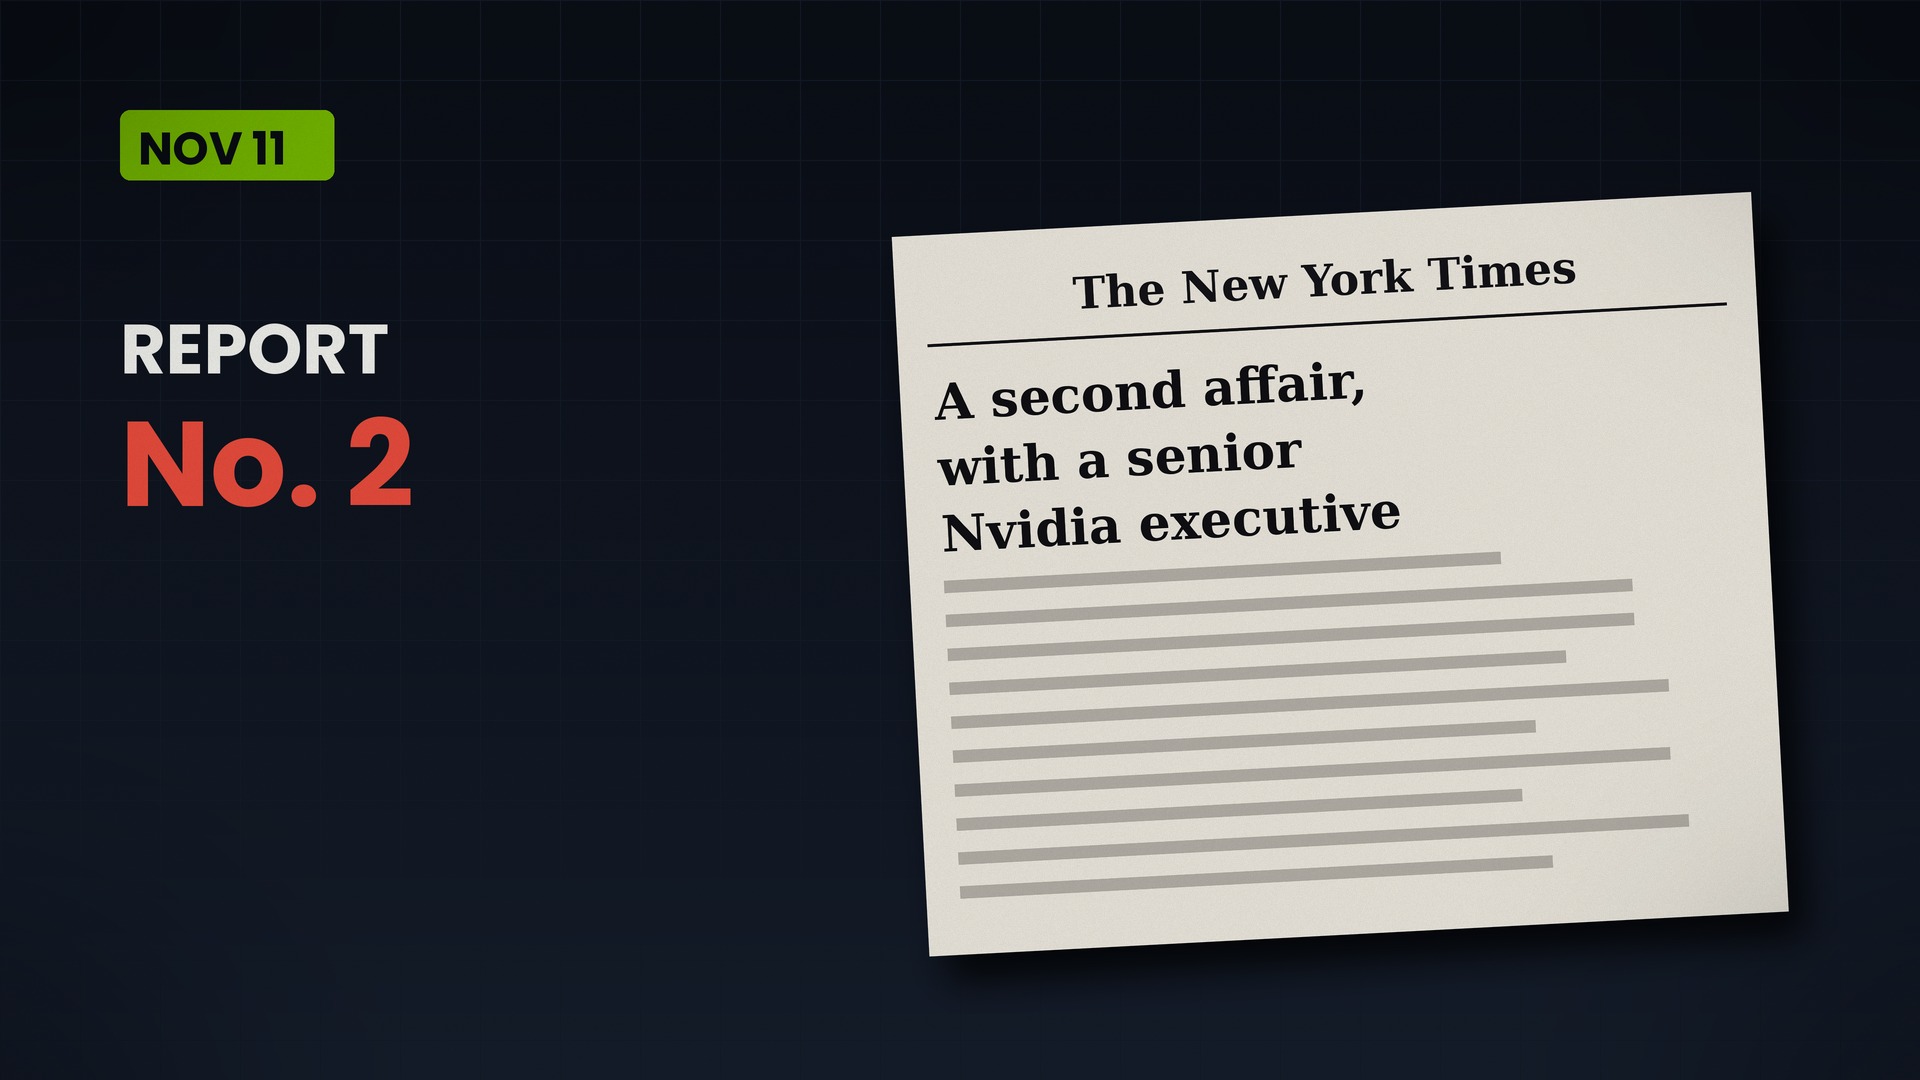 NOV 11
REPORT
No. 2
The New York Times
A second affair,
with a senior
Nvidia executive